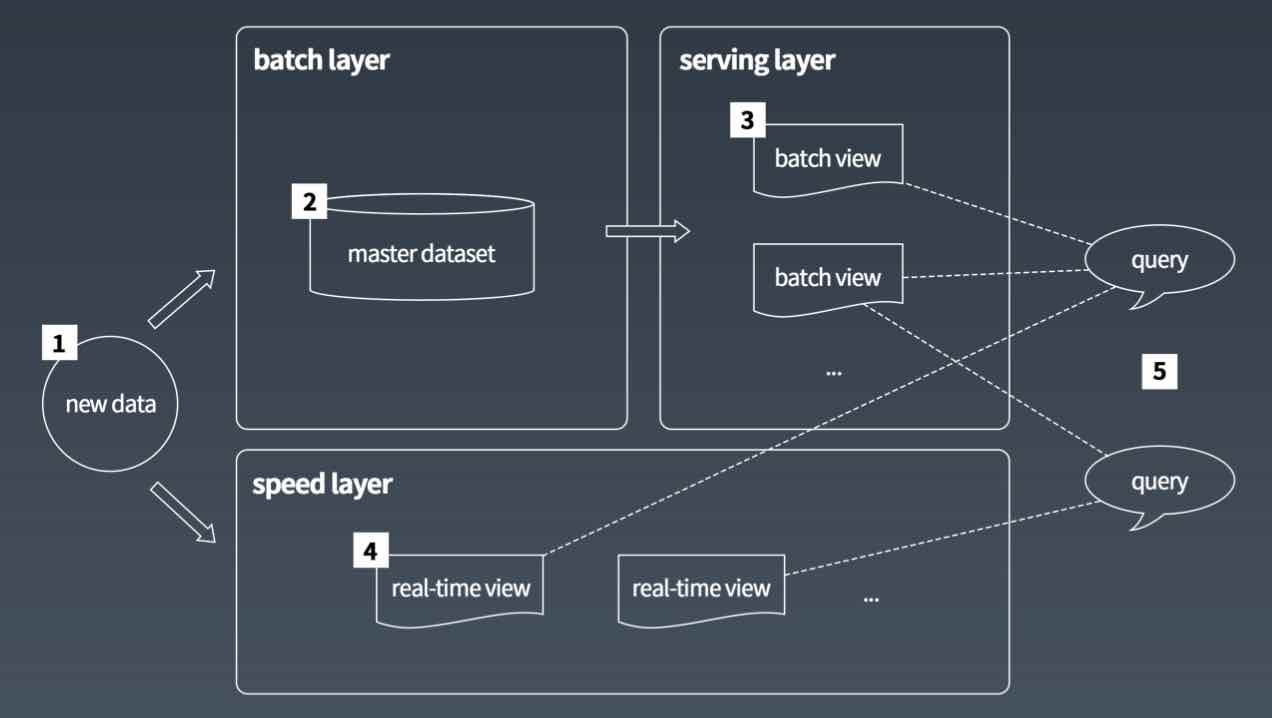 batch layer
serving layer
3
batch view
2
master dataset
batch view
query
1
new data
...
5
speed layer
query
4
real-time view
real-time view
...